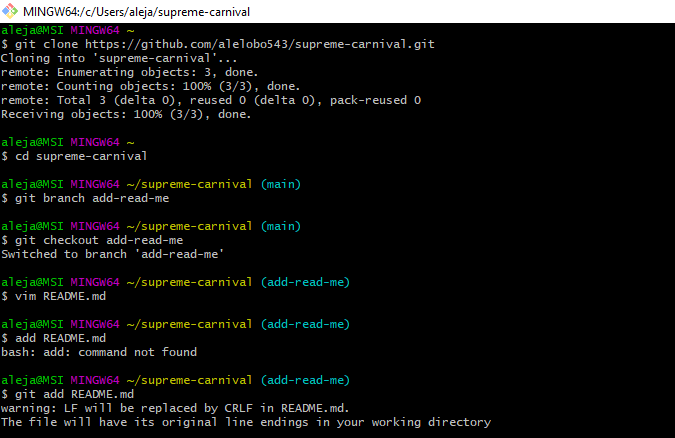 MINGW64:/c/Users/aleja/supreme-carnival
aleja@MSI MINGW64 ~
$ git clone https://github.com/alelobo543/supreme-carnival.git
Cloning into 'supreme-carnival'...
remote: Enumerating objects: 3, done.
remote: Counting objects: 100% (3/3), done.
remote: Total 3 (delta 0), reused 0 (delta 0), pack-reused 0
Receiving objects: 100% (3/3), done.
aleja@MSI MINGW64 ~
$ cd supreme-carnival
aleja@MSI MINGW64 ~/supreme-carnival (main)
$ git branch add-read-me
aleja@MSI MINGW64 ~/supreme-carnival (main)
$ git checkout add-read-me
Switched to branch 'add-read-me'
aleja@MSI MINGW64 ~/supreme-carnival (add-read-me)
$ vim README.md
aleja@MSI MINGW64 ~/supreme-carnival (add-read-me)
$ add README.md
bash: add: command not found
aleja@MSI MINGW64 ~/supreme-carnival (add-read-me)
$ git add README.md
warning: LF will be replaced by CRLF in README.md.
The file will have its original line endings in your working directory